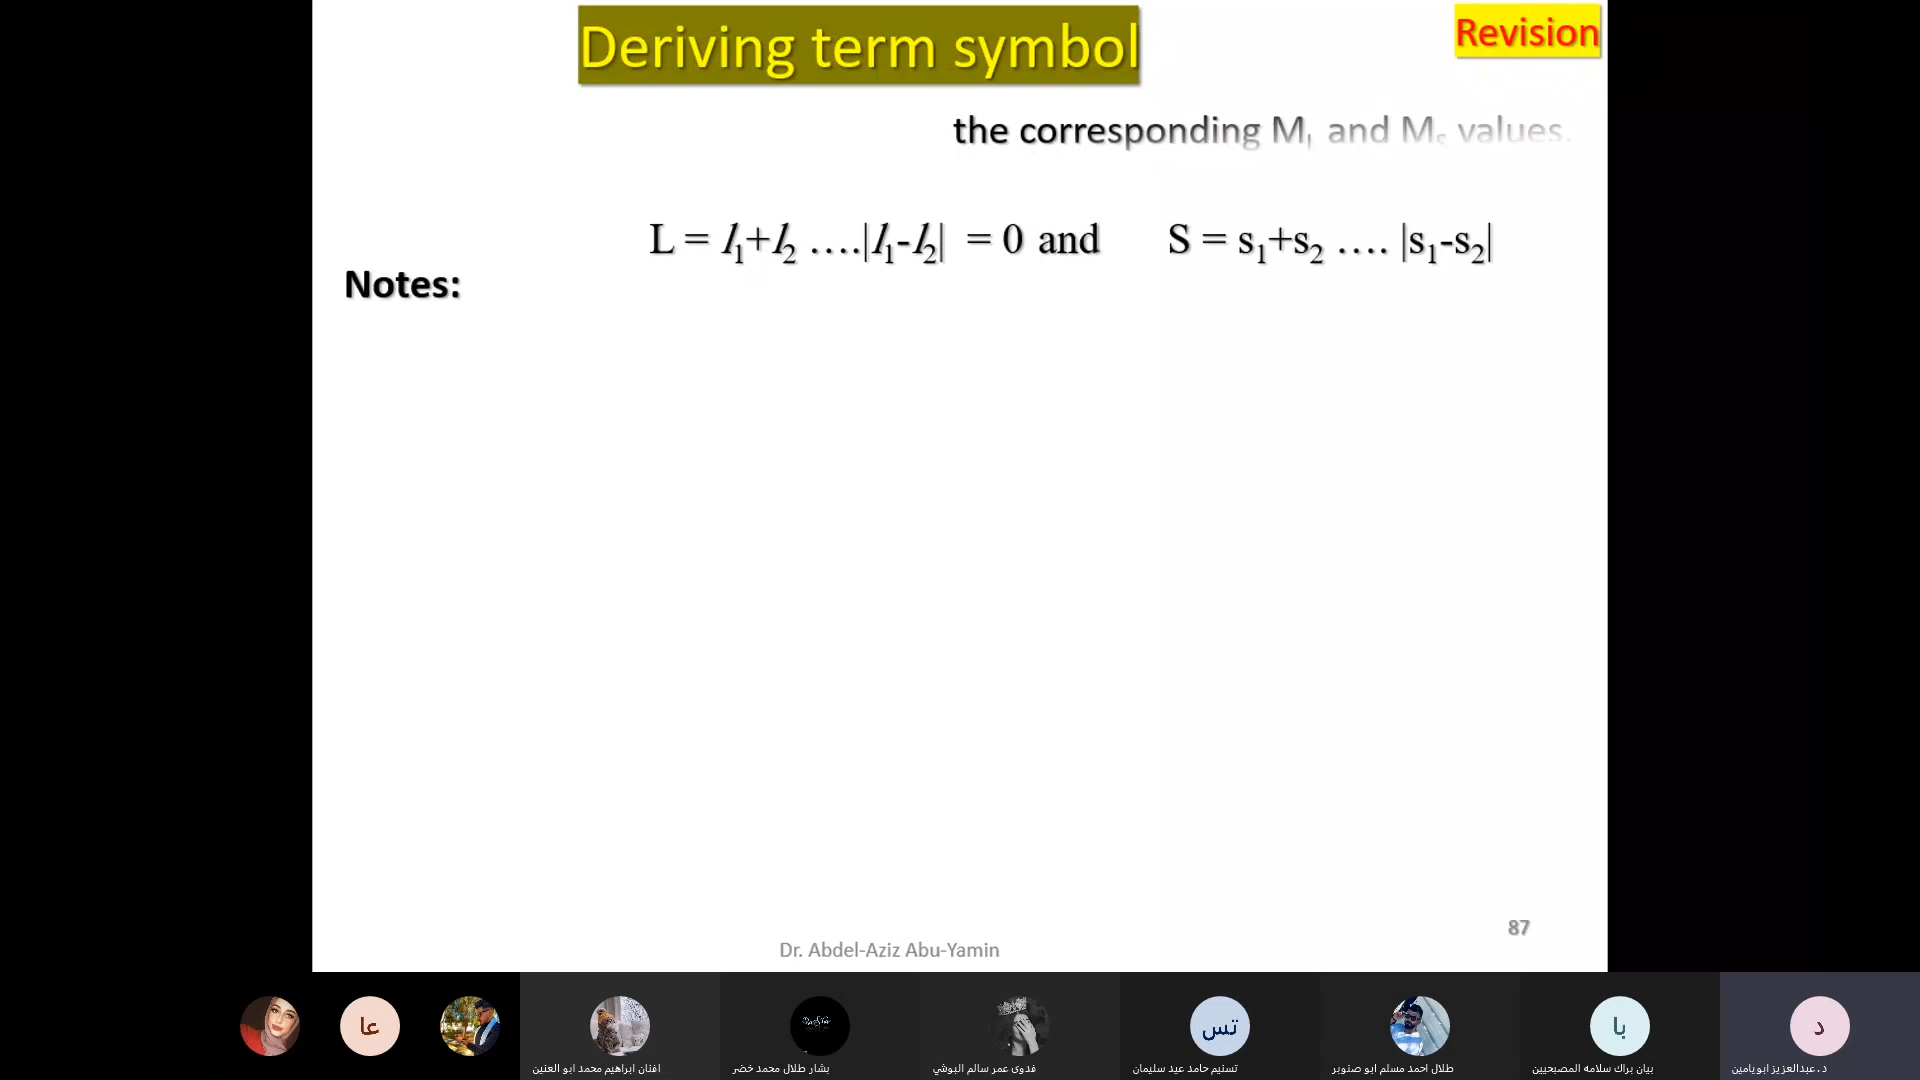 Deriving term symbol
Revision
the corresponding M_L and M_S values.
L = l₁+l₂ ….|l₁-l₂| = 0 and S = s₁+s₂ …. |s₁-s₂|
Notes:
87
Dr. Abdel-Aziz Abu-Yamin
عا
تس
با
د
افنان ابراهيم محمد ابو العنين
بشار طلال محمد خضر
فدوى عمر سالم البوشي
تسنيم حامد عيد سليمان
طلال احمد مسلم ابو صنوبر
بيان براك سلامه المصبحيين
د.عبدالعزيز ابويامين